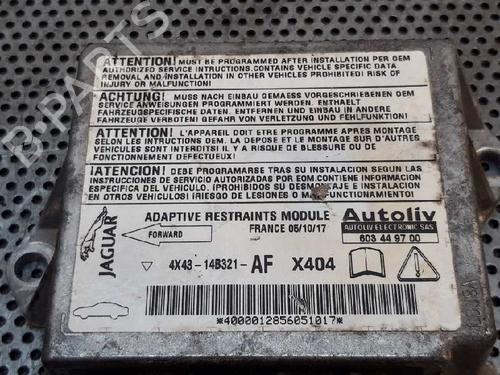 ATTENTION! MUST BE PROGRAMMED AFTER INSTALLATION PER OEM
AUTHORIZED SERVICE INTRUCTIONS.CONTAINS VEHICLE SPECIFIC DATA
REMOVAL AND/INSTALLATION IN OTHER VEHICLES PROHIBITED! RISK OF
INJURY OR MALFUNCTION!
ACHTUNG! MUSS NACH EINBAU GEMAESS VORGESCHRIEBENEN OEM
SERVICE ANWEISUNGEN PROGRAMMIERT WERDEN. ENTHAELT
FAHRZEUGSPEZIFISCHE DATEN, ENTFERNEN UND EINBAU IN ANDERE
FAHRZEUGE VERBOTEN! GEFAHR VON VERLETZUNG UND FEHLFUNKTION!
ATTENTION! L'APPAREIL DOIT ETRE PROGRAMME APRES MONTAGE
SELON LES INTRUCTIONS OEM. LA DEPOSE ET DU MONTAGE SUR D'AUTRES
VEHICULES SONT INTERDITS! IL Y A RISQUE DE BLESSURE OU DE
FONCTIONNEMENT DEFECTUEUX!
¡ATENCION! DEBE PROGRAMARSE TRAS SU INSTALACION SEGUN LAS
INSTRUCCIONES DE SERVICIO AUTORIZADAS POR EOM.CONTIENE INFORMACION
ESPECIFICA DEL VEHICULO. ¡PROHIBIDOS SU DESMONTAJE E INSTALACION
EN OTROS VEHICULOS! ¡RIESGO DE LESIONES O MAL FUNCIONAMIENTO!
JAGUAR
ADAPTIVE RESTRAINTS MODULE
FORWARD
FRANCE 05/10/17
Autoliv
AUTOLIV ELECTRONIC SAS
603 44 97 00
4X43-14B321-AF X404
*4000012856051017*
B-PARTS